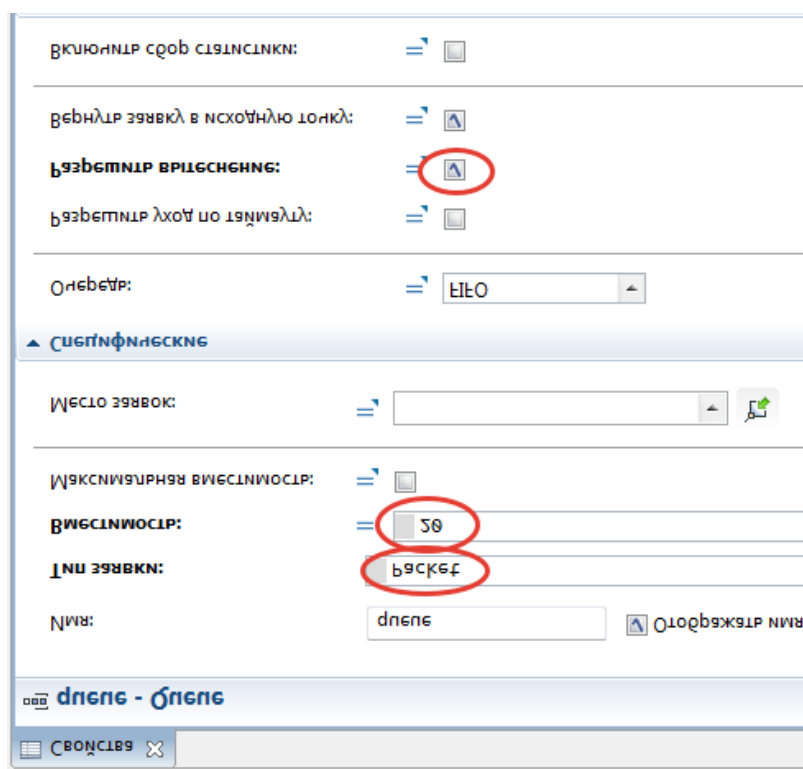 Свойства
queue - Queue
Имя: queue Отображать имя
Тип заявки: Packet
Вместимость: 50
Максимальная вместимость:
Место заявок:
Специфические
Очередь: FIFO
Разрешить уход по таймауту:
Разрешить вытеснение:
Вернуть заявку в исходную точку:
Включить сбор статистики: